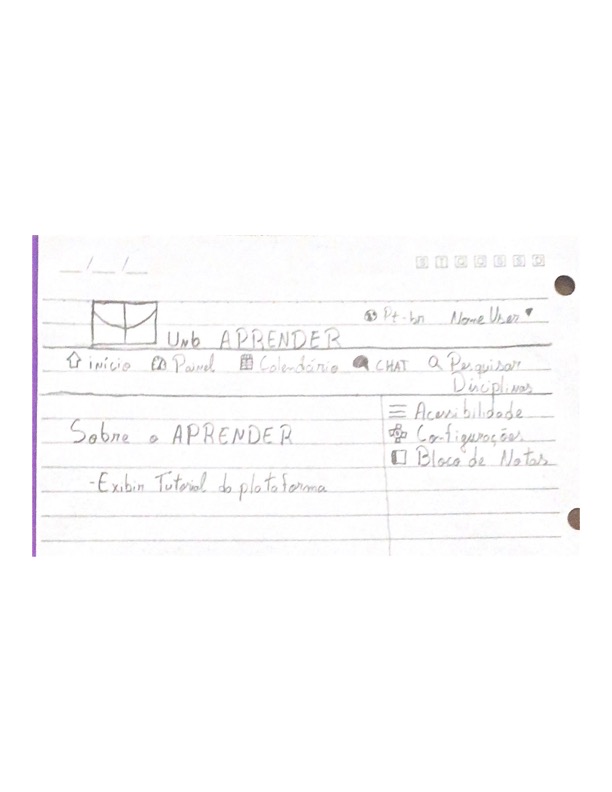 __/__/__
S T Q Q S S D
Pt-br Nome User
UnB APRENDER
início Painel Calendário CHAT Pesquisar
Disciplinas
Acessibilidade
Sobre o APRENDER
Configurações
Bloco de Notas
-Exibir Tutorial da plataforma